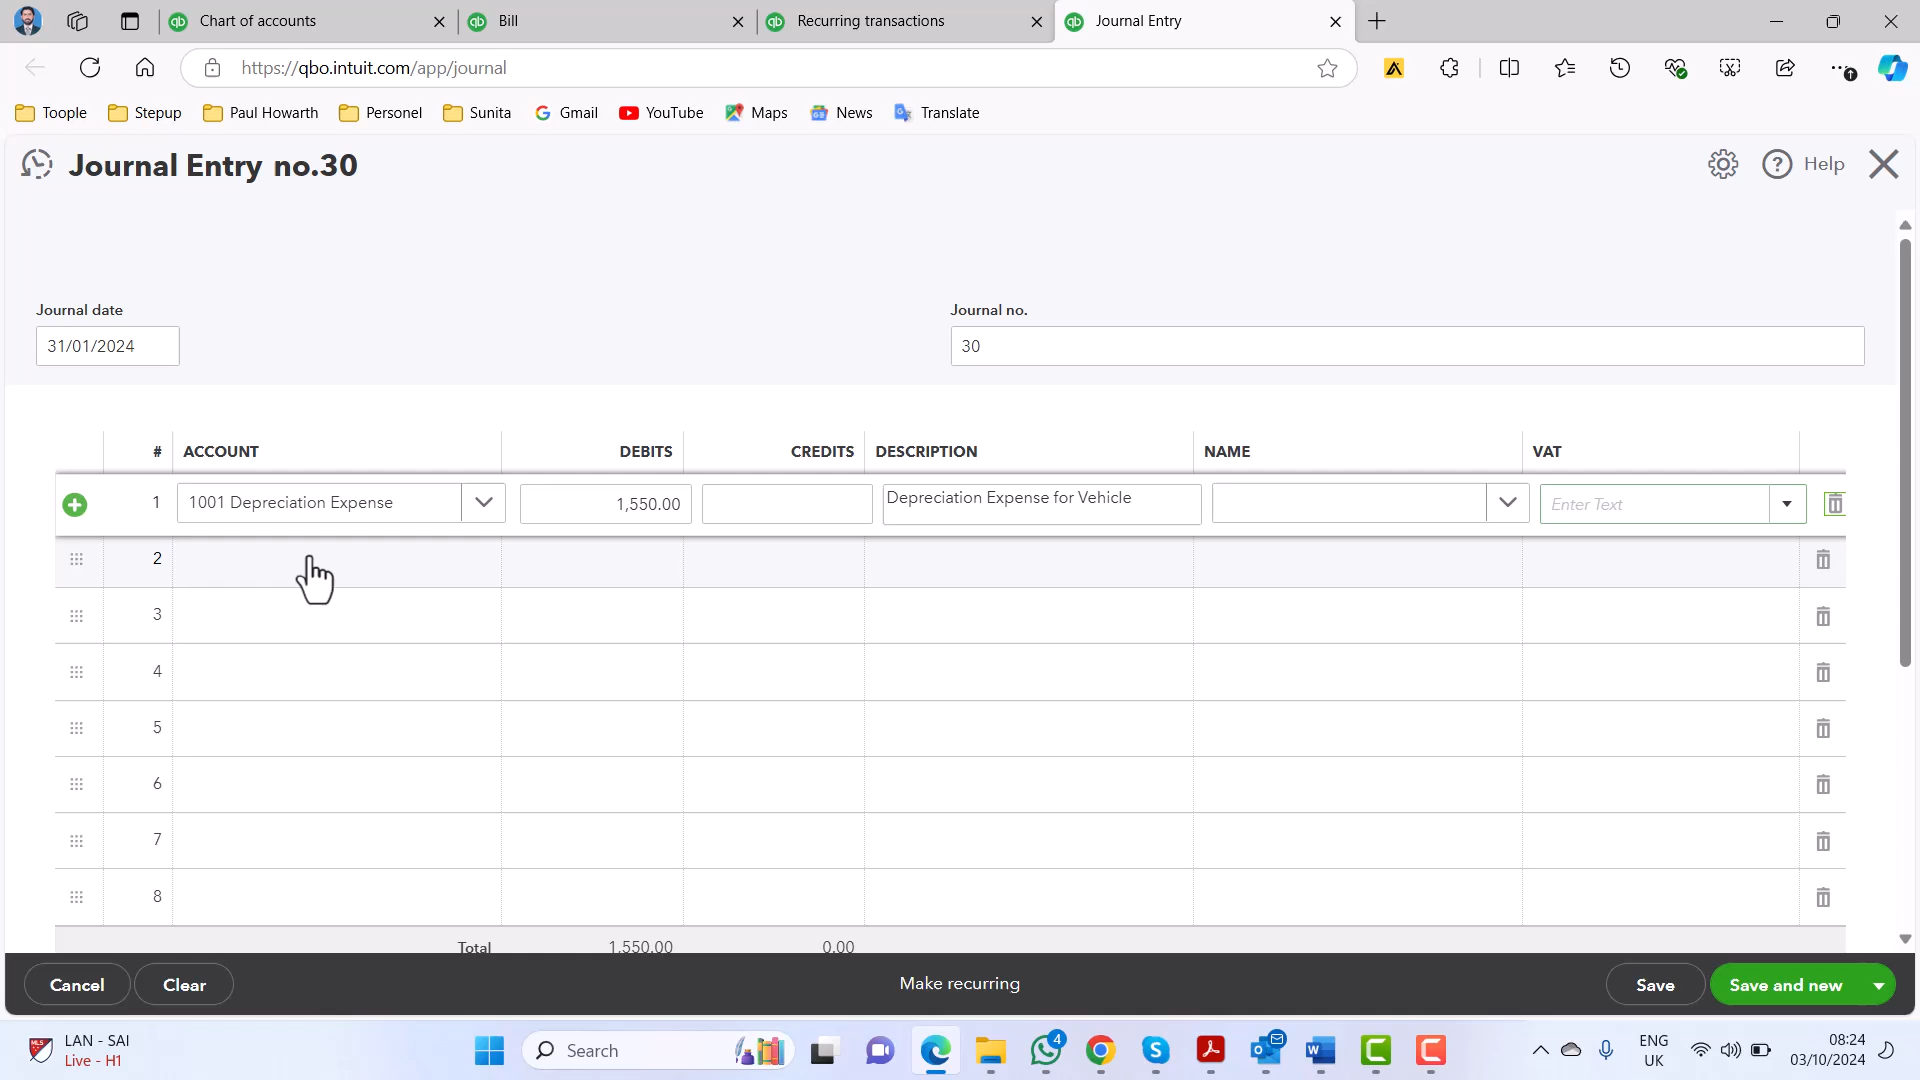 Chart of accounts
Bill
Recurring transactions
Journal Entry
https://qbo.intuit.com/app/journal
Toople
Stepup
Paul Howarth
Personel
Sunita
Gmail
YouTube
Maps
News
Translate
Journal Entry no.30
Help
Journal date
Journal no.
31/01/2024
30
# ACCOUNT DEBITS CREDITS DESCRIPTION NAME VAT
1 1001 Depreciation Expense 1,550.00 Depreciation Expense for Vehicle Enter Text
2
3
4
5
6
7
8
Total 1,550.00 0.00
Cancel Clear Make recurring Save Save and new
LAN - SAI
Live - H1
Search
4
ENG
UK
08:24
03/10/2024